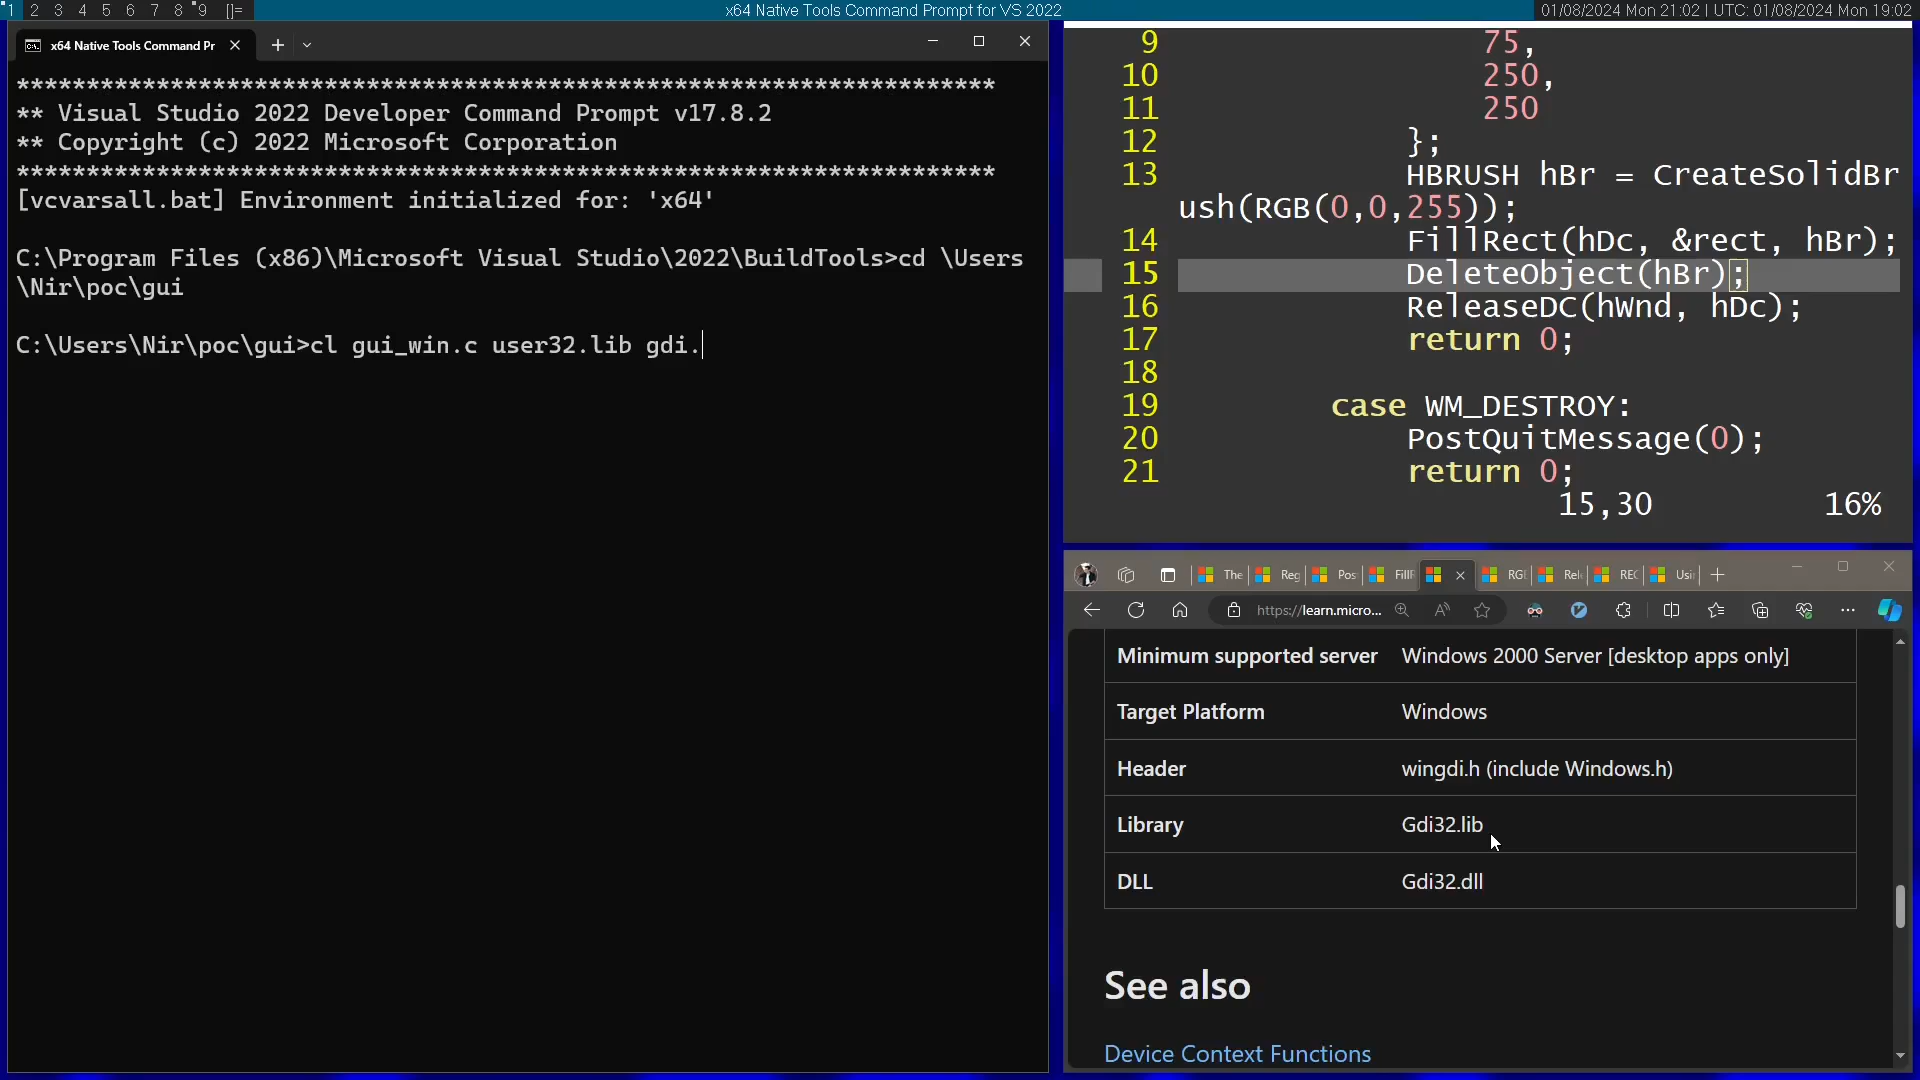 1 2 3 4 5 6 7 8 9 []=
x64 Native Tools Command Prompt for VS 2022
01/08/2024 Mon 21:02 | UTC: 01/08/2024 Mon 19:02
x64 Native Tools Command Pr
**********************************************************************
** Visual Studio 2022 Developer Command Prompt v17.8.2
** Copyright (c) 2022 Microsoft Corporation
**********************************************************************
[vcvarsall.bat] Environment initialized for: 'x64'
C:\Program Files (x86)\Microsoft Visual Studio\2022\BuildTools>cd \Users
\Nir\poc\gui
C:\Users\Nir\poc\gui>cl gui_win.c user32.lib gdi.
9 75,
10 250,
11 250
12 };
13 HBRUSH hBr = CreateSolidBr
ush(RGB(0,0,255));
14 FillRect(hDc, &rect, hBr);
15 DeleteObject(hBr);
16 ReleaseDC(hWnd, hDc);
17 return 0;
18
19 case WM_DESTROY:
20 PostQuitMessage(0);
21 return 0;
15,30 16%
The Reg Pos FillR RGB Rele REC Usin
https://learn.micro...
Minimum supported server Windows 2000 Server [desktop apps only]
Target Platform Windows
Header wingdi.h (include Windows.h)
Library Gdi32.lib
DLL Gdi32.dll
See also
Device Context Functions